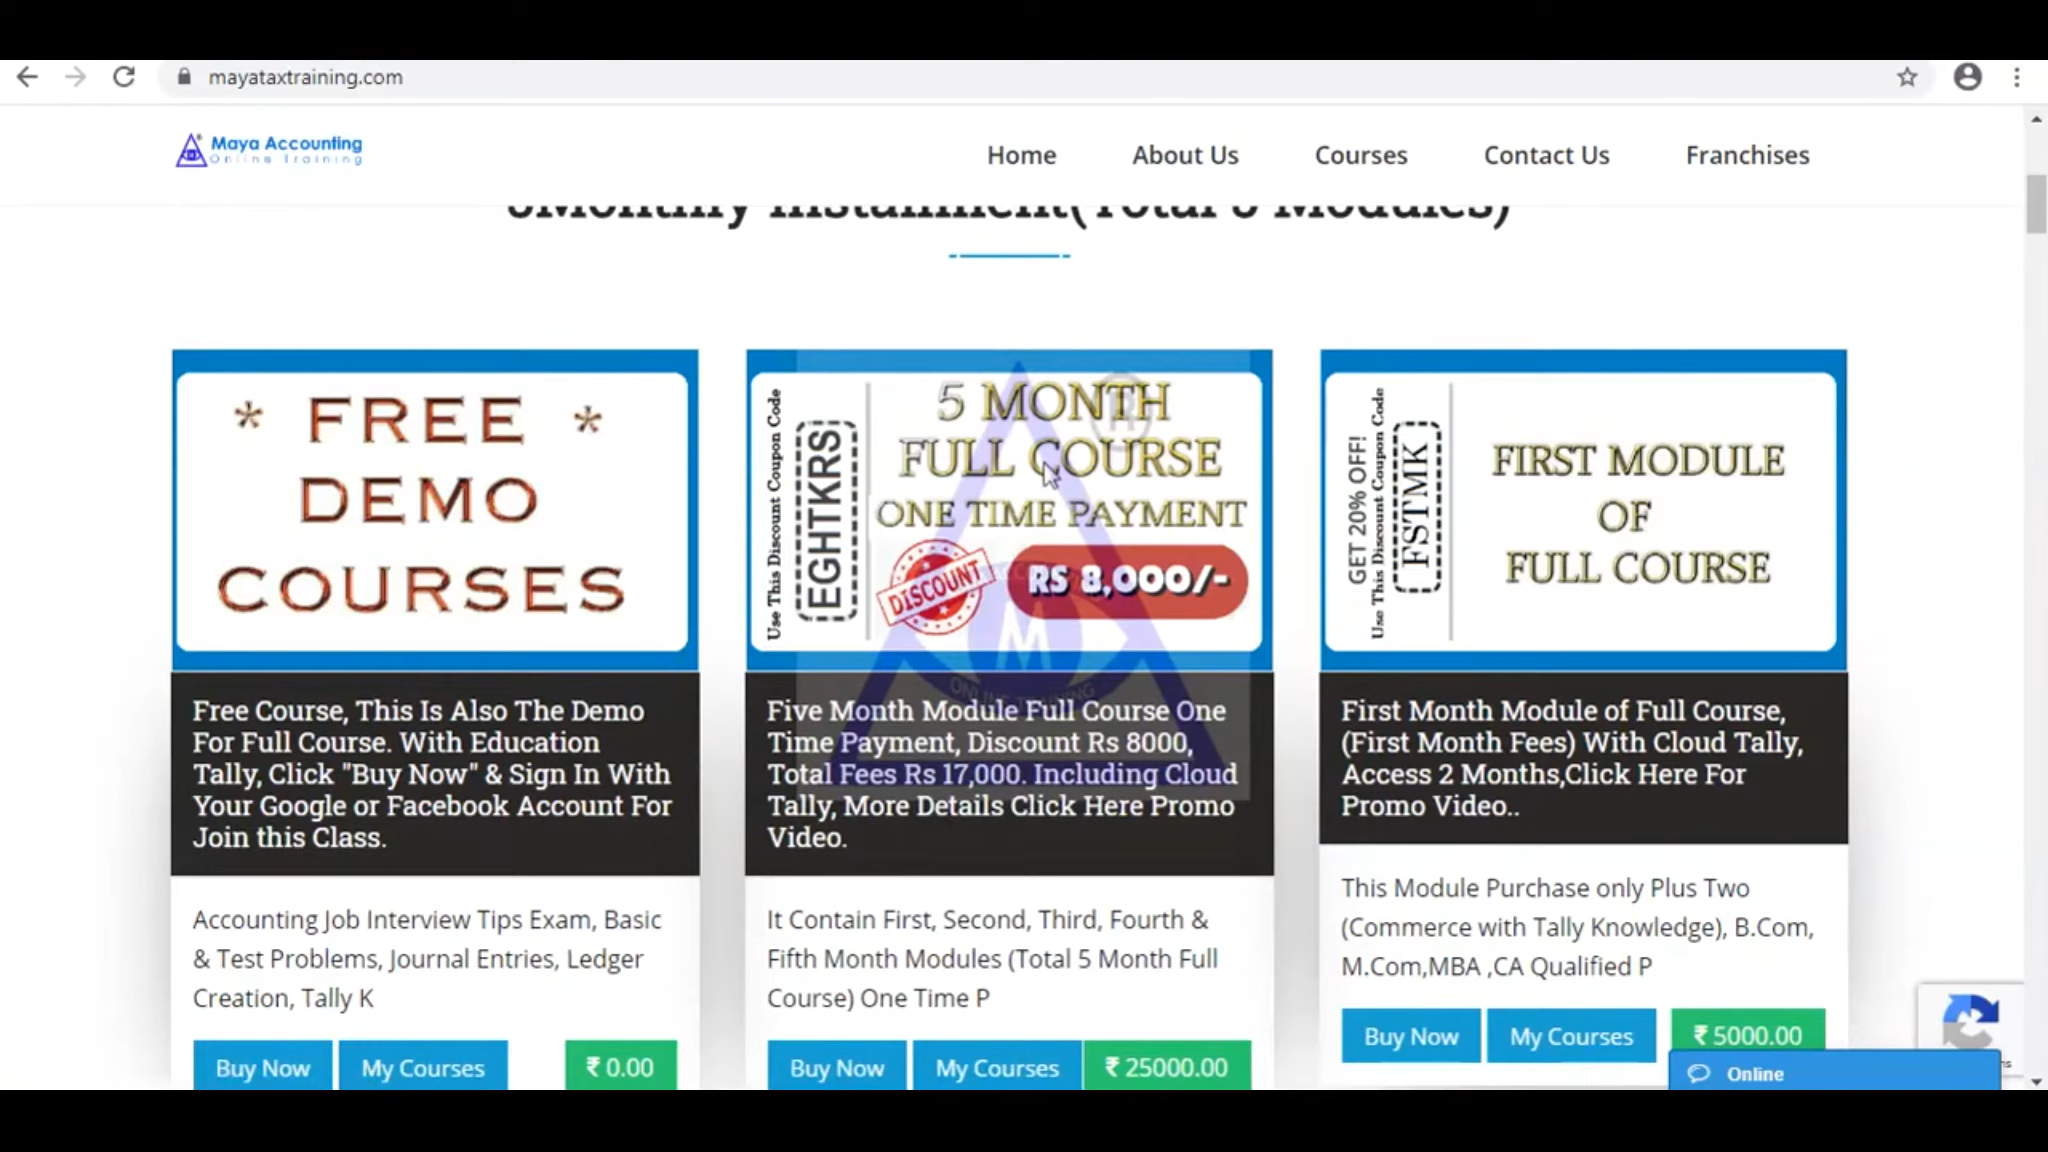 mayataxtraining.com
Maya Accounting
Online Training
Home
About Us
Courses
Contact Us
Franchises
Monthly Installment(Total
Modules)
* FREE *
DEMO
COURSES
Free Course, This Is Also The Demo
For Full Course. With Education
Tally, Click "Buy Now" & Sign In With
Your Google or Facebook Account For
Join this Class.
Accounting Job Interview Tips Exam, Basic
& Test Problems, Journal Entries, Ledger
Creation, Tally K
Buy Now
My Courses
₹ 0.00
Use This Discount Coupon Code
EGHTKRS
5 MONTH
FULL COURSE
ONE TIME PAYMENT
DISCOUNT
RS 8,000/-
M
ONLINE TRAINING
Five Month Module Full Course One
Time Payment, Discount Rs 8000,
Total Fees Rs 17,000. Including Cloud
Tally, More Details Click Here Promo
Video.
It Contain First, Second, Third, Fourth &
Fifth Month Modules (Total 5 Month Full
Course) One Time P
Buy Now
My Courses
₹ 25000.00
GET 20% OFF!
Use This Discount Coupon Code
FSTMK
FIRST MODULE
OF
FULL COURSE
First Month Module of Full Course,
(First Month Fees) With Cloud Tally,
Access 2 Months,Click Here For
Promo Video..
This Module Purchase only Plus Two
(Commerce with Tally Knowledge), B.Com,
M.Com,MBA ,CA Qualified P
Buy Now
My Courses
₹ 5000.00
Online